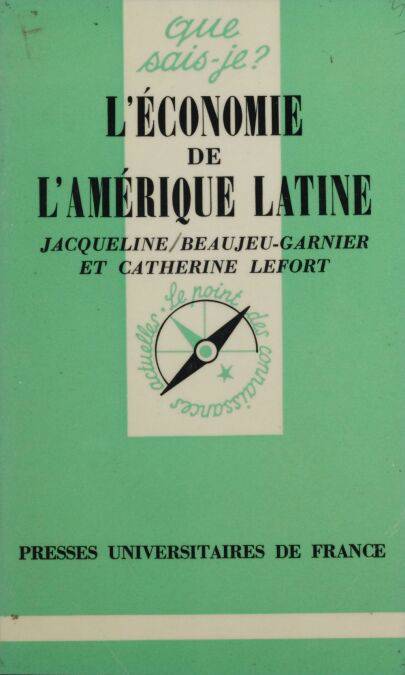 que
sais-je?
L'ÉCONOMIE
DE
L'AMÉRIQUE LATINE
JACQUELINE/BEAUJEU-GARNIER
ET CATHERINE LEFORT
Le point des connaissances actuelles
PRESSES UNIVERSITAIRES DE FRANCE